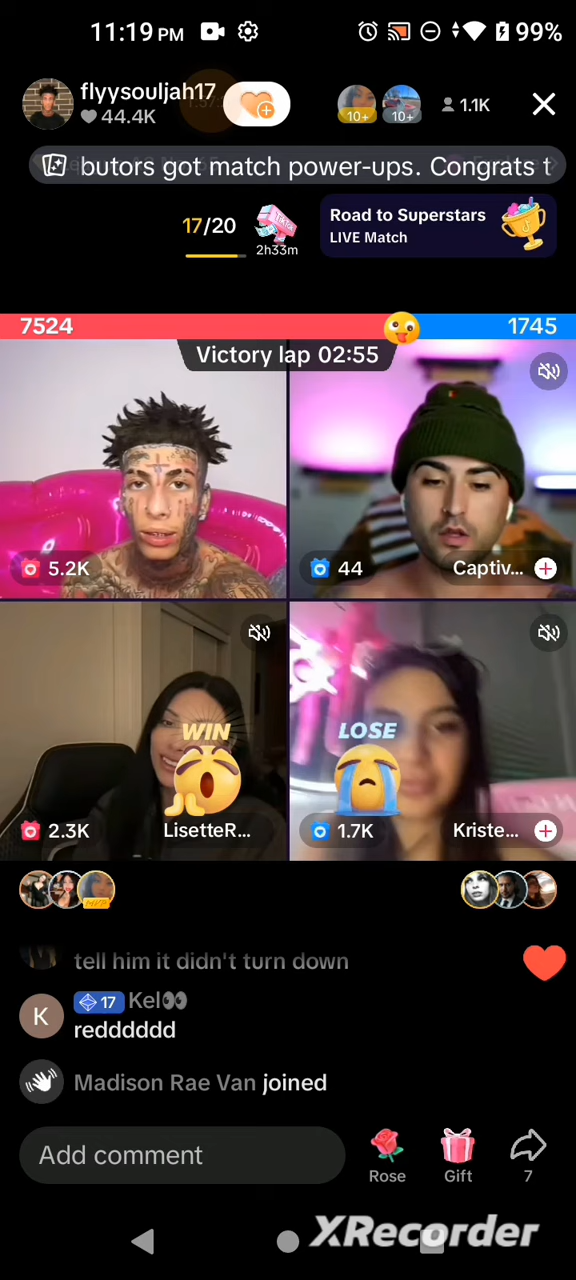 11:19 PM
99%
flyysouljah17
44.4K
10+
10+
1.1K
butors got match power-ups. Congrats t
17/20
2h33m
Road to Superstars
LIVE Match
7524
1745
Victory lap 02:55
5.2K
44
Captiv...
WIN
LOSE
2.3K
LisetteR...
1.7K
Kriste...
tell him it didn't turn down
K
17 Kel👀
redddddd
Madison Rae Van joined
Add comment
Rose
Gift
7
XRecorder